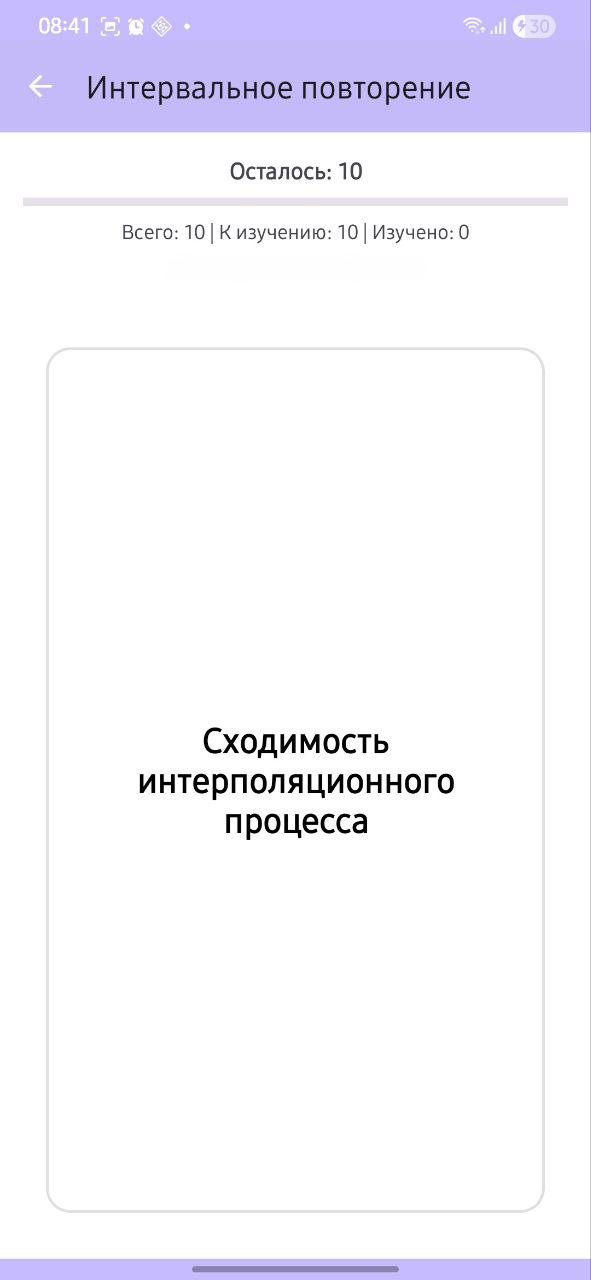 08:41 30
Интервальное повторение
Осталось: 10
Всего: 10 | К изучению: 10 | Изучено: 0
Сходимость
интерполяционного
процесса